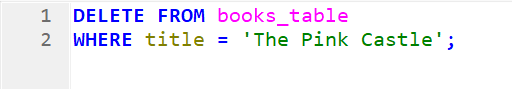 1 DELETE FROM books_table
2 WHERE title = 'The Pink Castle';